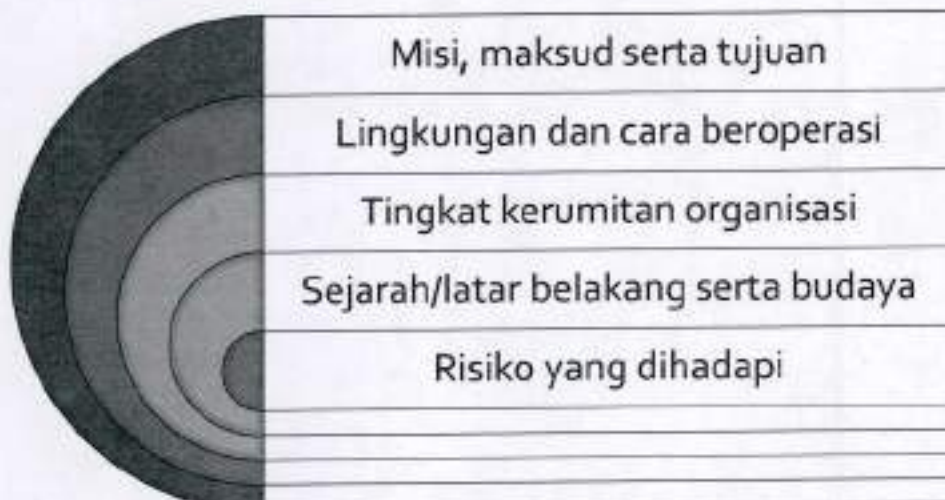 Misi, maksud serta tujuan
Lingkungan dan cara beroperasi
Tingkat kerumitan organisasi
Sejarah/latar belakang serta budaya
Risiko yang dihadapi